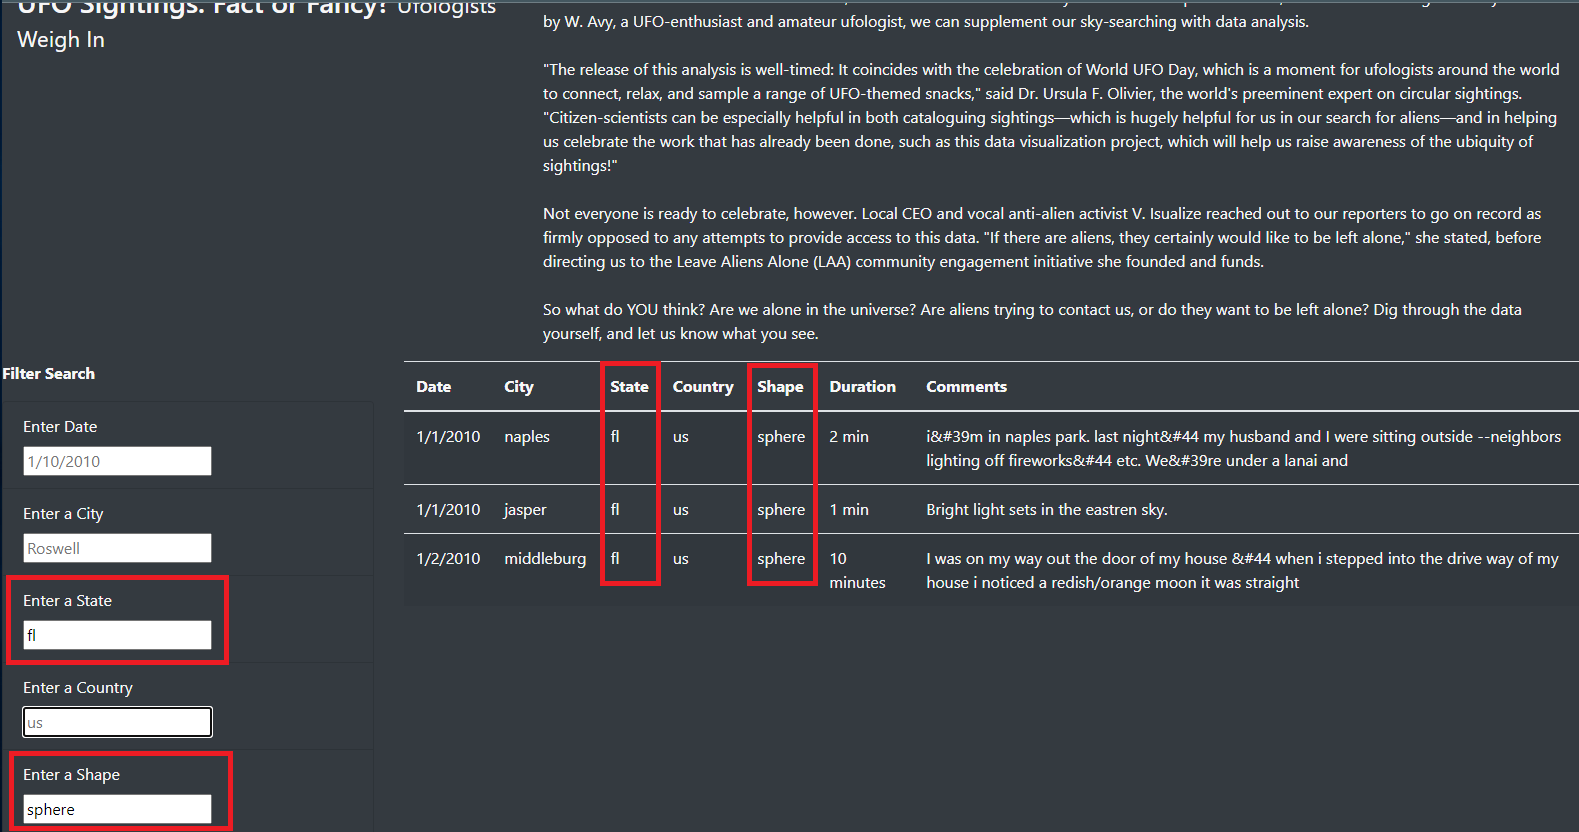 UFO Sightings: Fact or Fancy? Ufologists
Weigh In
by W. Avy, a UFO-enthusiast and amateur ufologist, we can supplement our sky-searching with data analysis.
"The release of this analysis is well-timed: It coincides with the celebration of World UFO Day, which is a moment for ufologists around the world
to connect, relax, and sample a range of UFO-themed snacks," said Dr. Ursula F. Olivier, the world's preeminent expert on circular sightings.
"Citizen-scientists can be especially helpful in both cataloguing sightings—which is hugely helpful for us in our search for aliens—and in helping
us celebrate the work that has already been done, such as this data visualization project, which will help us raise awareness of the ubiquity of
sightings!"
Not everyone is ready to celebrate, however. Local CEO and vocal anti-alien activist V. Isualize reached out to our reporters to go on record as
firmly opposed to any attempts to provide access to this data. "If there are aliens, they certainly would like to be left alone," she stated, before
directing us to the Leave Aliens Alone (LAA) community engagement initiative she founded and funds.
So what do YOU think? Are we alone in the universe? Are aliens trying to contact us, or do they want to be left alone? Dig through the data
yourself, and let us know what you see.
Filter Search
Enter Date
1/10/2010
Enter a City
Roswell
Enter a State
fl
Enter a Country
us
Enter a Shape
sphere
Date City State Country Shape Duration Comments
1/1/2010 naples fl us sphere 2 min i&#39m in naples park. last night&#44 my husband and I were sitting outside --neighbors
lighting off fireworks&#44 etc. We&#39re under a lanai and
1/1/2010 jasper fl us sphere 1 min Bright light sets in the eastren sky.
1/2/2010 middleburg fl us sphere 10 I was on my way out the door of my house &#44 when i stepped into the drive way of my
minutes house i noticed a redish/orange moon it was straight